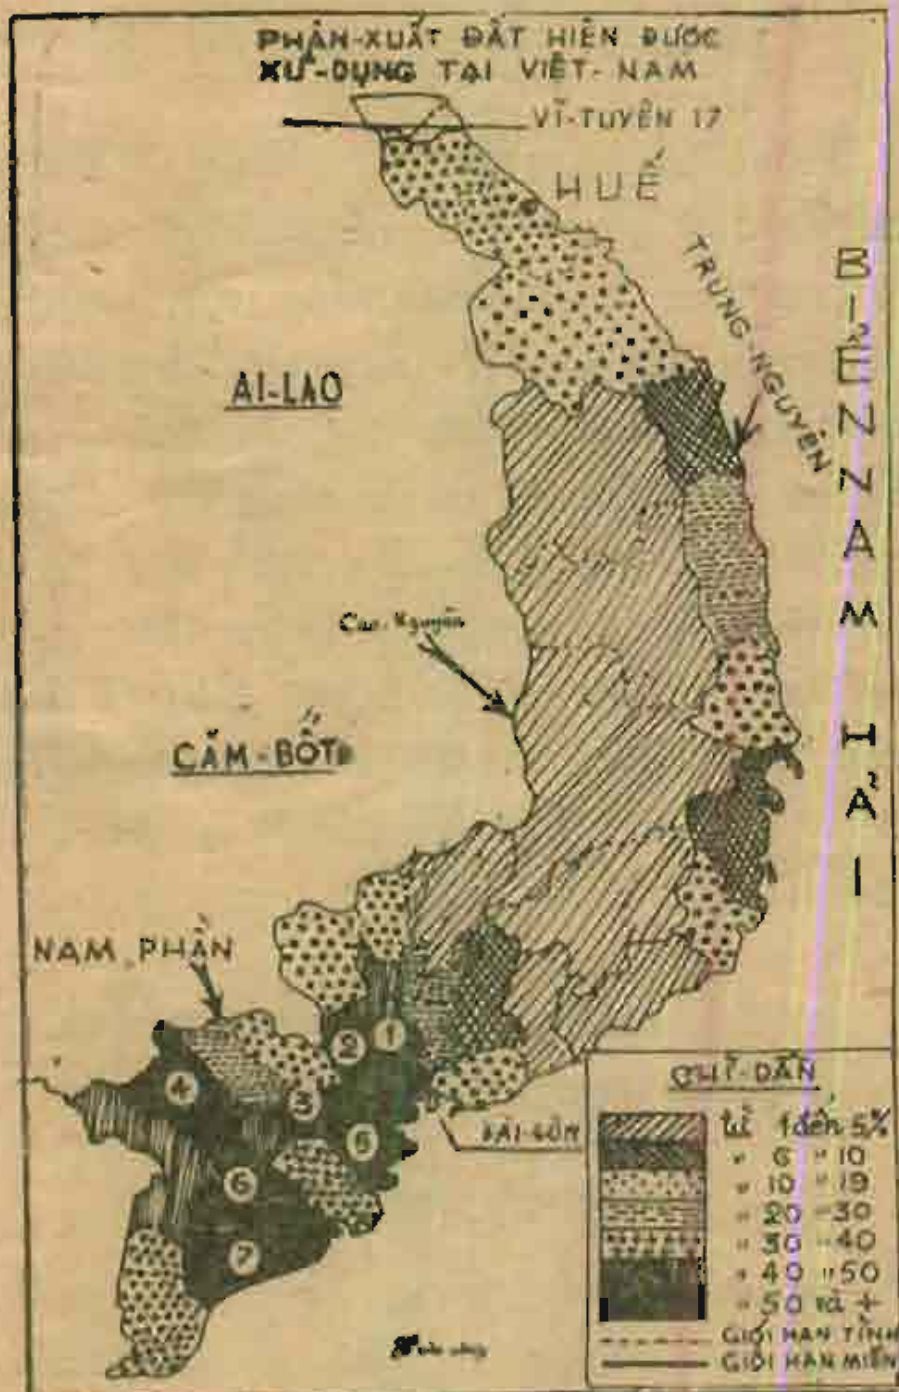 PHÂN-XUẤT ĐẤT HIỆN ĐƯỢC
XỬ-DỤNG TẠI VIỆT-NAM
VĨ-TUYẾN 17
HUẾ
TRUNG-NGUYÊN
BIỂN NAM HẢI
AI-LAO
Cao-Nguyên
CĂM-BỐT
NAM PHẦN
1
2
3
4
5
6
7
SÀI-GÒN
CHỈ-DẪN
từ 1 đến 5%
" 6 " 10
" 10 " 19
" 20 -30
" 30 "40
" 40 "50
" 50 và +
GIỚI HẠN TỈNH
GIỚI HẠN MIỀN